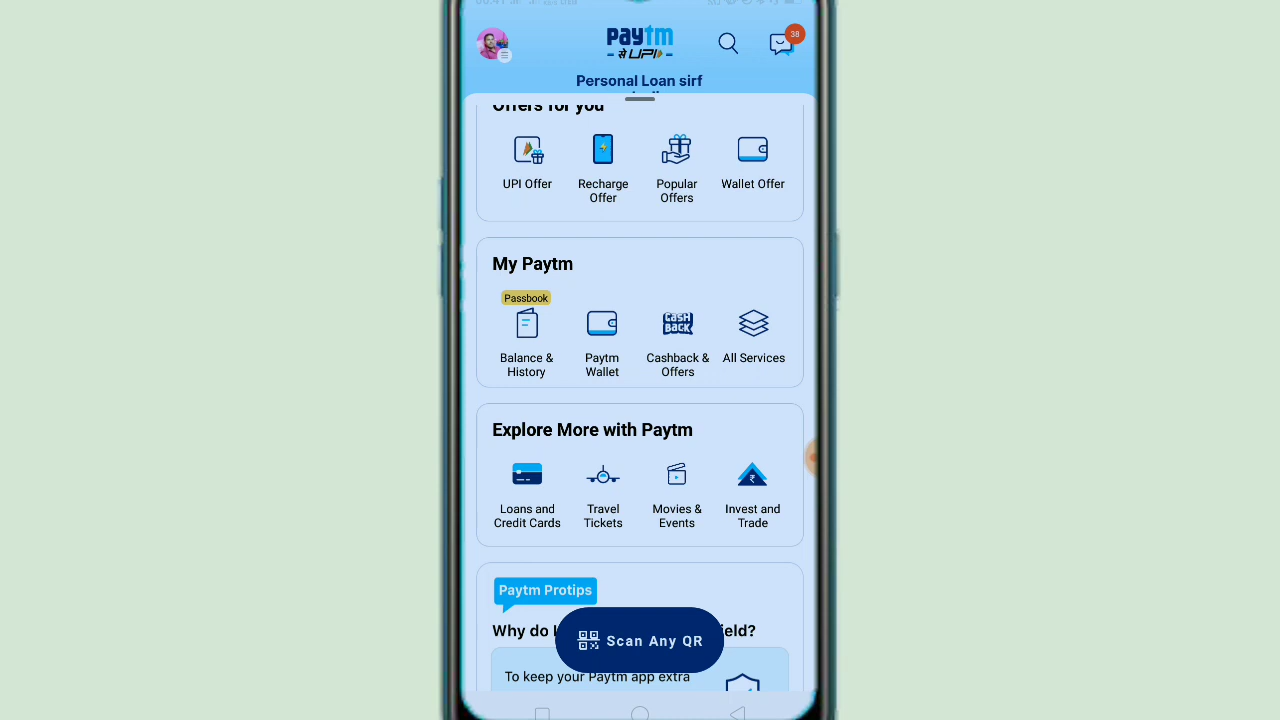 paytm
से UPI
38
Personal Loan sirf
Offers for you
UPI Offer
Recharge
Offer
Popular
Offers
Wallet Offer
My Paytm
Passbook
Balance &
History
Paytm
Wallet
CASH
BACK
Cashback &
Offers
All Services
Explore More with Paytm
Loans and
Credit Cards
Travel
Tickets
Movies &
Events
₹
Invest and
Trade
Paytm Protips
Why do
Scan Any QR
To keep your Paytm app extra